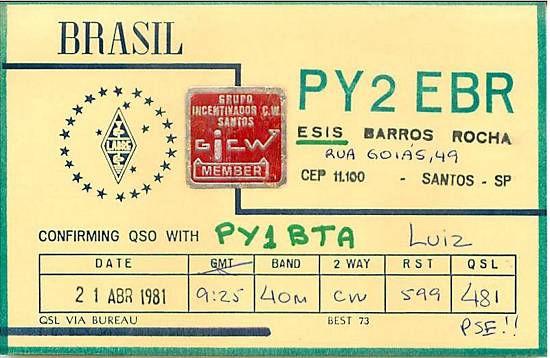 BRASIL
PY2EBR
GRUPO
INCENTIVADOR C.W.
SANTOS
GiCW
MEMBER
LABRE
ESIS BARROS ROCHA
RUA GOIÁS, 49
CEP 11.100 - SANTOS - SP
CONFIRMING QSO WITH PY1BTA Luiz
DATE GMT BAND 2 WAY RST QSL
21 ABR 1981 9:25 40M CW 599 481
QSL VIA BUREAU BEST 73 PSE!!